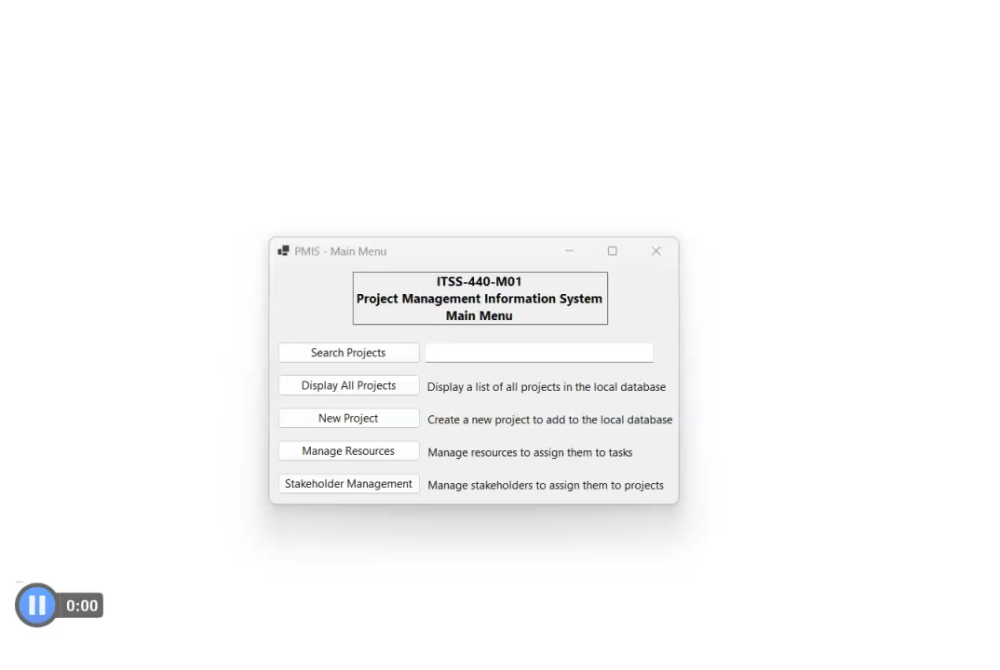 PMIS - Main Menu
ITSS-440-M01
Project Management Information System
Main Menu
Search Projects
Display All Projects Display a list of all projects in the local database
New Project Create a new project to add to the local database
Manage Resources Manage resources to assign them to tasks
Stakeholder Management Manage stakeholders to assign them to projects
0:00